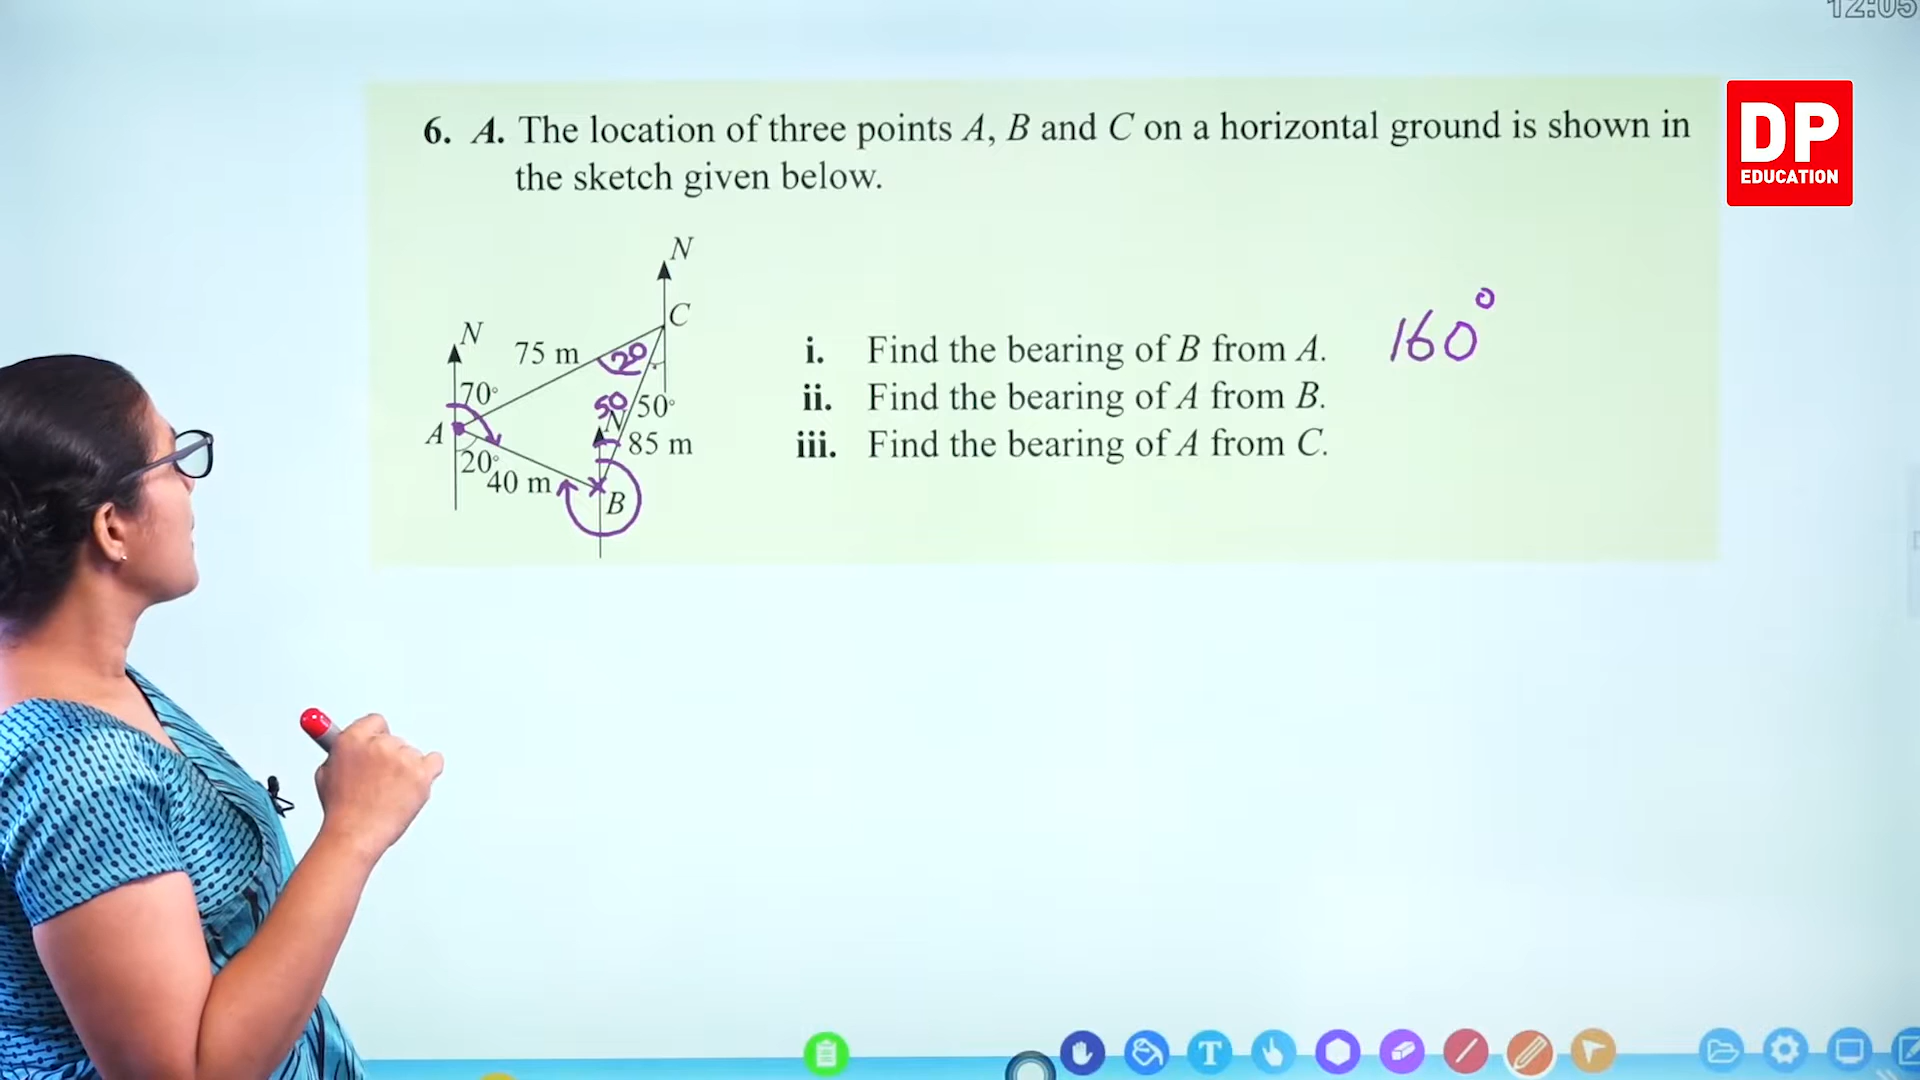 12:05
DP
EDUCATION
6. A. The location of three points A, B and C on a horizontal ground is shown in
the sketch given below.
N
C
N
75 m
20
70°
50
50°
A
N
85 m
20°
40 m
B
i. Find the bearing of B from A.
160°
ii. Find the bearing of A from B.
iii. Find the bearing of A from C.
T